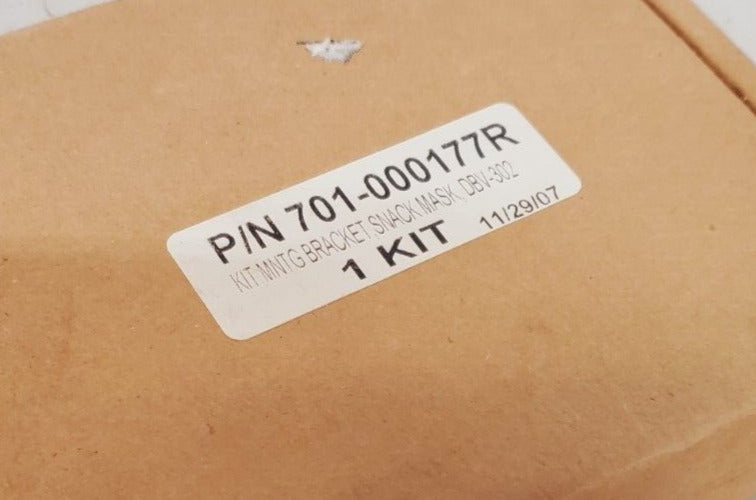 P/N 701-000177R
KIT MNTG BRACKET SNACK MASK, DBV-302
1 KIT 11/29/07